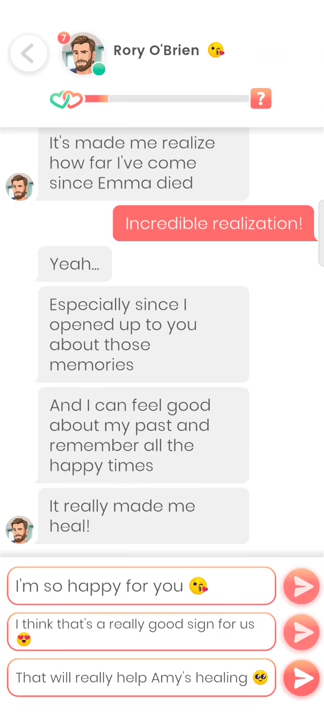 7
Rory O'Brien 😘
?
It's made me realize
how far I've come
since Emma died
Incredible realization!
Yeah...
Especially since I
opened up to you
about those
memories
And I can feel good
about my past and
remember all the
happy times
It really made me
heal!
I'm so happy for you 😘
I think that's a really good sign for us
😍
That will really help Amy's healing 🥺